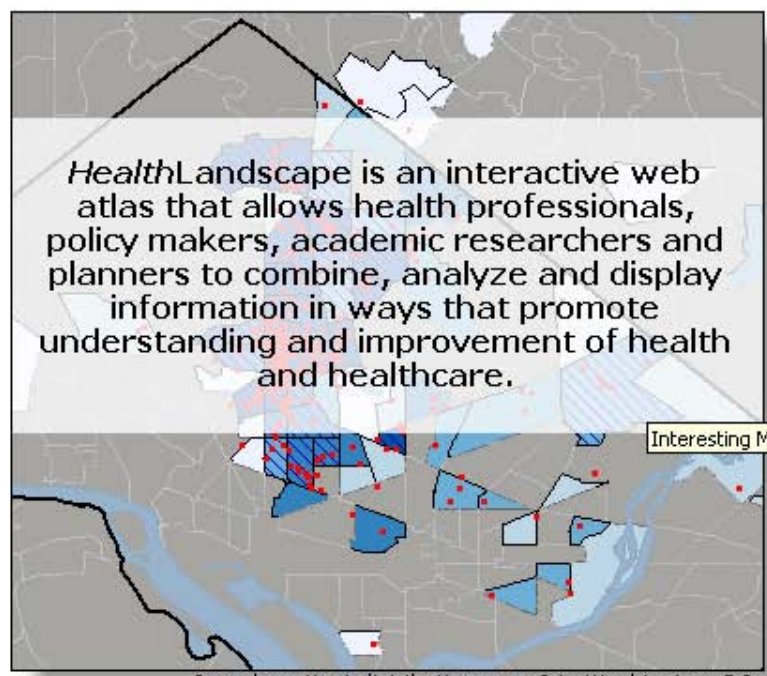 HealthLandscape is an interactive web
atlas that allows health professionals,
policy makers, academic researchers and
planners to combine, analyze and display
information in ways that promote
understanding and improvement of health
and healthcare.
Interesting M